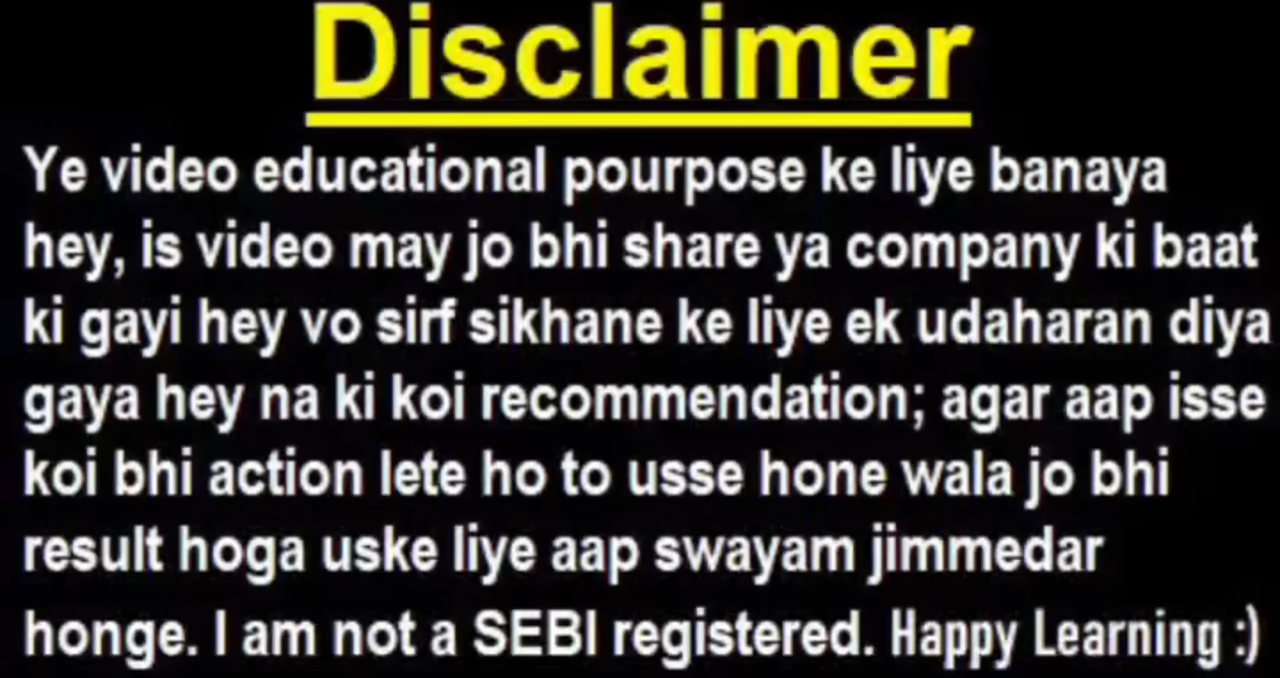 Disclaimer
Ye video educational pourpose ke liye banaya
hey, is video may jo bhi share ya company ki baat
ki gayi hey vo sirf sikhane ke liye ek udaharan diya
gaya hey na ki koi recommendation; agar aap isse
koi bhi action lete ho to usse hone wala jo bhi
result hoga uske liye aap swayam jimmedar
honge. I am not a SEBI registered. Happy Learning :)